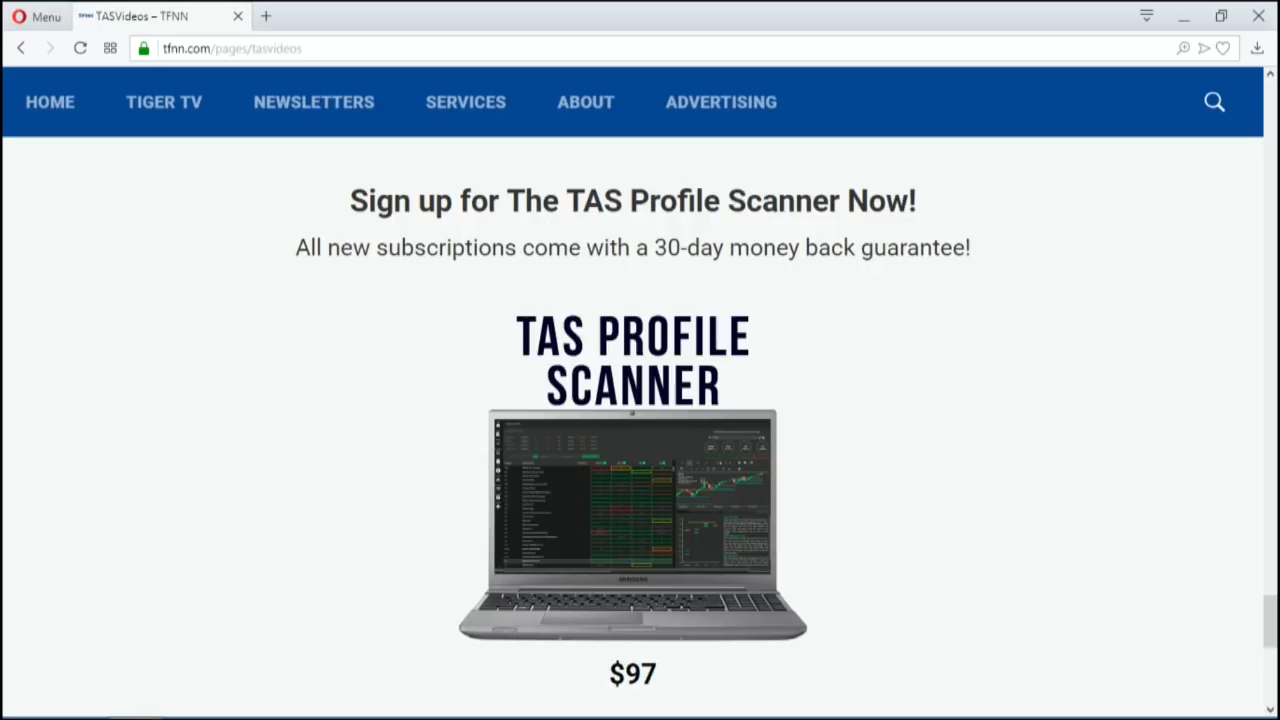 Menu
TASVideos – TFNN
tfnn.com/pages/tasvideos
HOME
TIGER TV
NEWSLETTERS
SERVICES
ABOUT
ADVERTISING
Sign up for The TAS Profile Scanner Now!
All new subscriptions come with a 30-day money back guarantee!
TAS PROFILE
SCANNER
SAMSUNG
$97